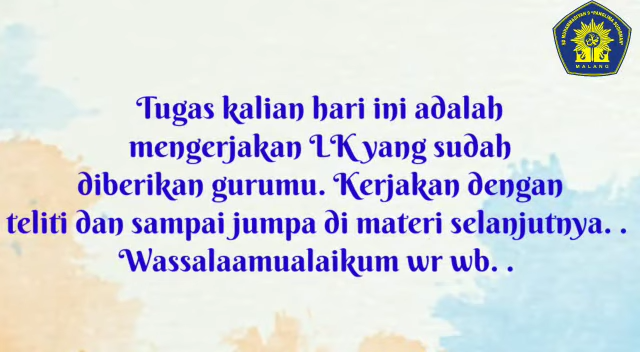 Tugas kalian hari ini adalah
mengerjakan LK yang sudah
diberikan gurumu. Kerjakan dengan
teliti dan sampai jumpa di materi selanjutnya. .
Wassalaamualaikum wr wb. .
MALANG